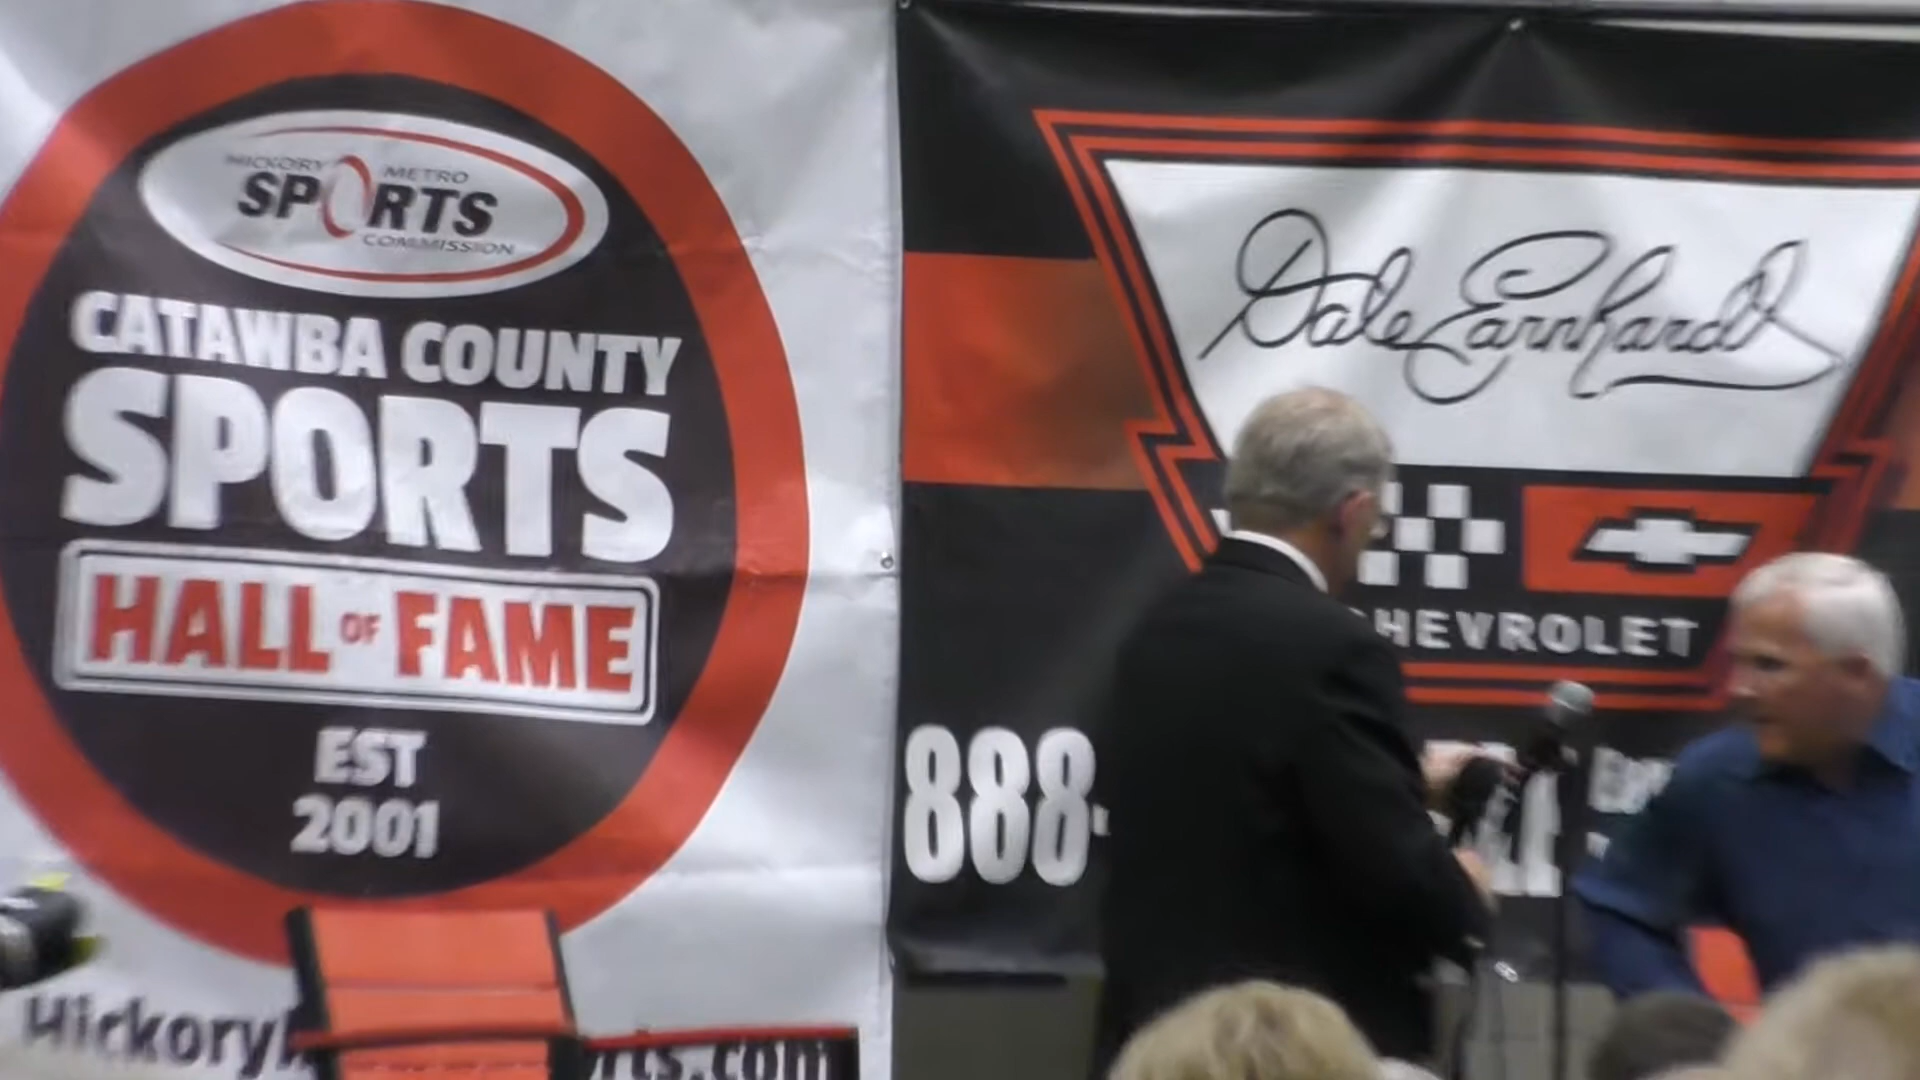 HICKORY METRO
SPORTS
COMMISSION
CATAWBA COUNTY
SPORTS
HALL OF FAME
EST
2001
Dale Earnhardt
CHEVROLET
888-